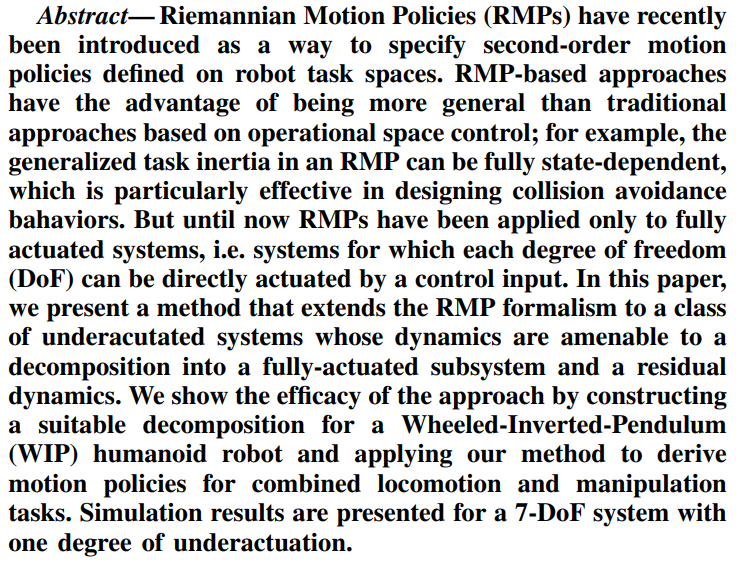 Abstract— Riemannian Motion Policies (RMPs) have recently
been introduced as a way to specify second-order motion
policies defined on robot task spaces. RMP-based approaches
have the advantage of being more general than traditional
approaches based on operational space control; for example, the
generalized task inertia in an RMP can be fully state-dependent,
which is particularly effective in designing collision avoidance
bahaviors. But until now RMPs have been applied only to fully
actuated systems, i.e. systems for which each degree of freedom
(DoF) can be directly actuated by a control input. In this paper,
we present a method that extends the RMP formalism to a class
of underacutated systems whose dynamics are amenable to a
decomposition into a fully-actuated subsystem and a residual
dynamics. We show the efficacy of the approach by constructing
a suitable decomposition for a Wheeled-Inverted-Pendulum
(WIP) humanoid robot and applying our method to derive
motion policies for combined locomotion and manipulation
tasks. Simulation results are presented for a 7-DoF system with
one degree of underactuation.